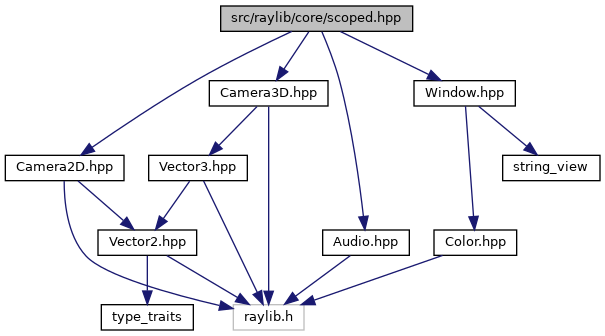 src/raylib/core/scoped.hpp
Camera3D.hpp
Window.hpp
Camera2D.hpp
Vector3.hpp
string_view
Vector2.hpp
Audio.hpp
Color.hpp
type_traits
raylib.h